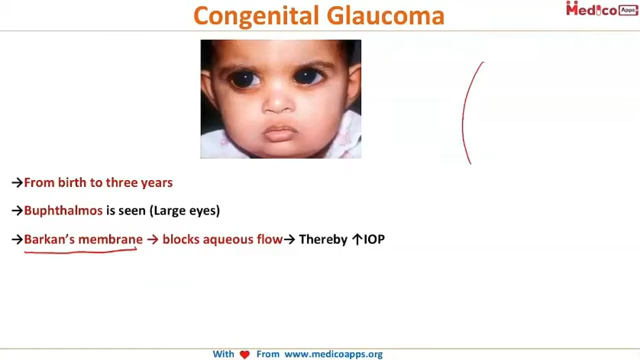 Congenital Glaucoma
Medico Apps
→From birth to three years
→Buphthalmos is seen (Large eyes)
→Barkan's membrane → blocks aqueous flow→ Thereby ↑IOP
With ♥ From www.medicoapps.org